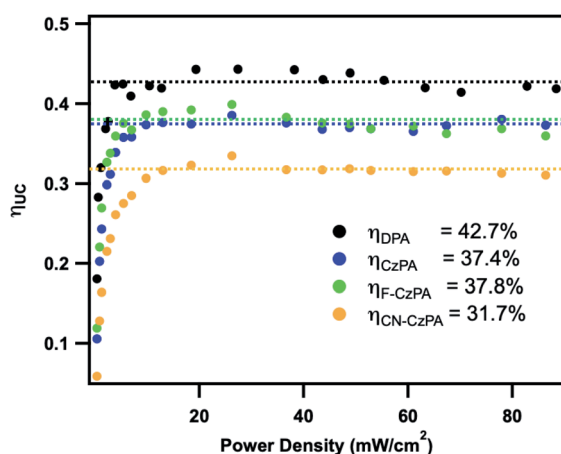 0.5
0.4
0.3
0.2
0.1
ηUC
ηDPA = 42.7%
ηCzPA = 37.4%
ηF-CzPA = 37.8%
ηCN-CzPA = 31.7%
20 40 60 80
Power Density (mW/cm²)